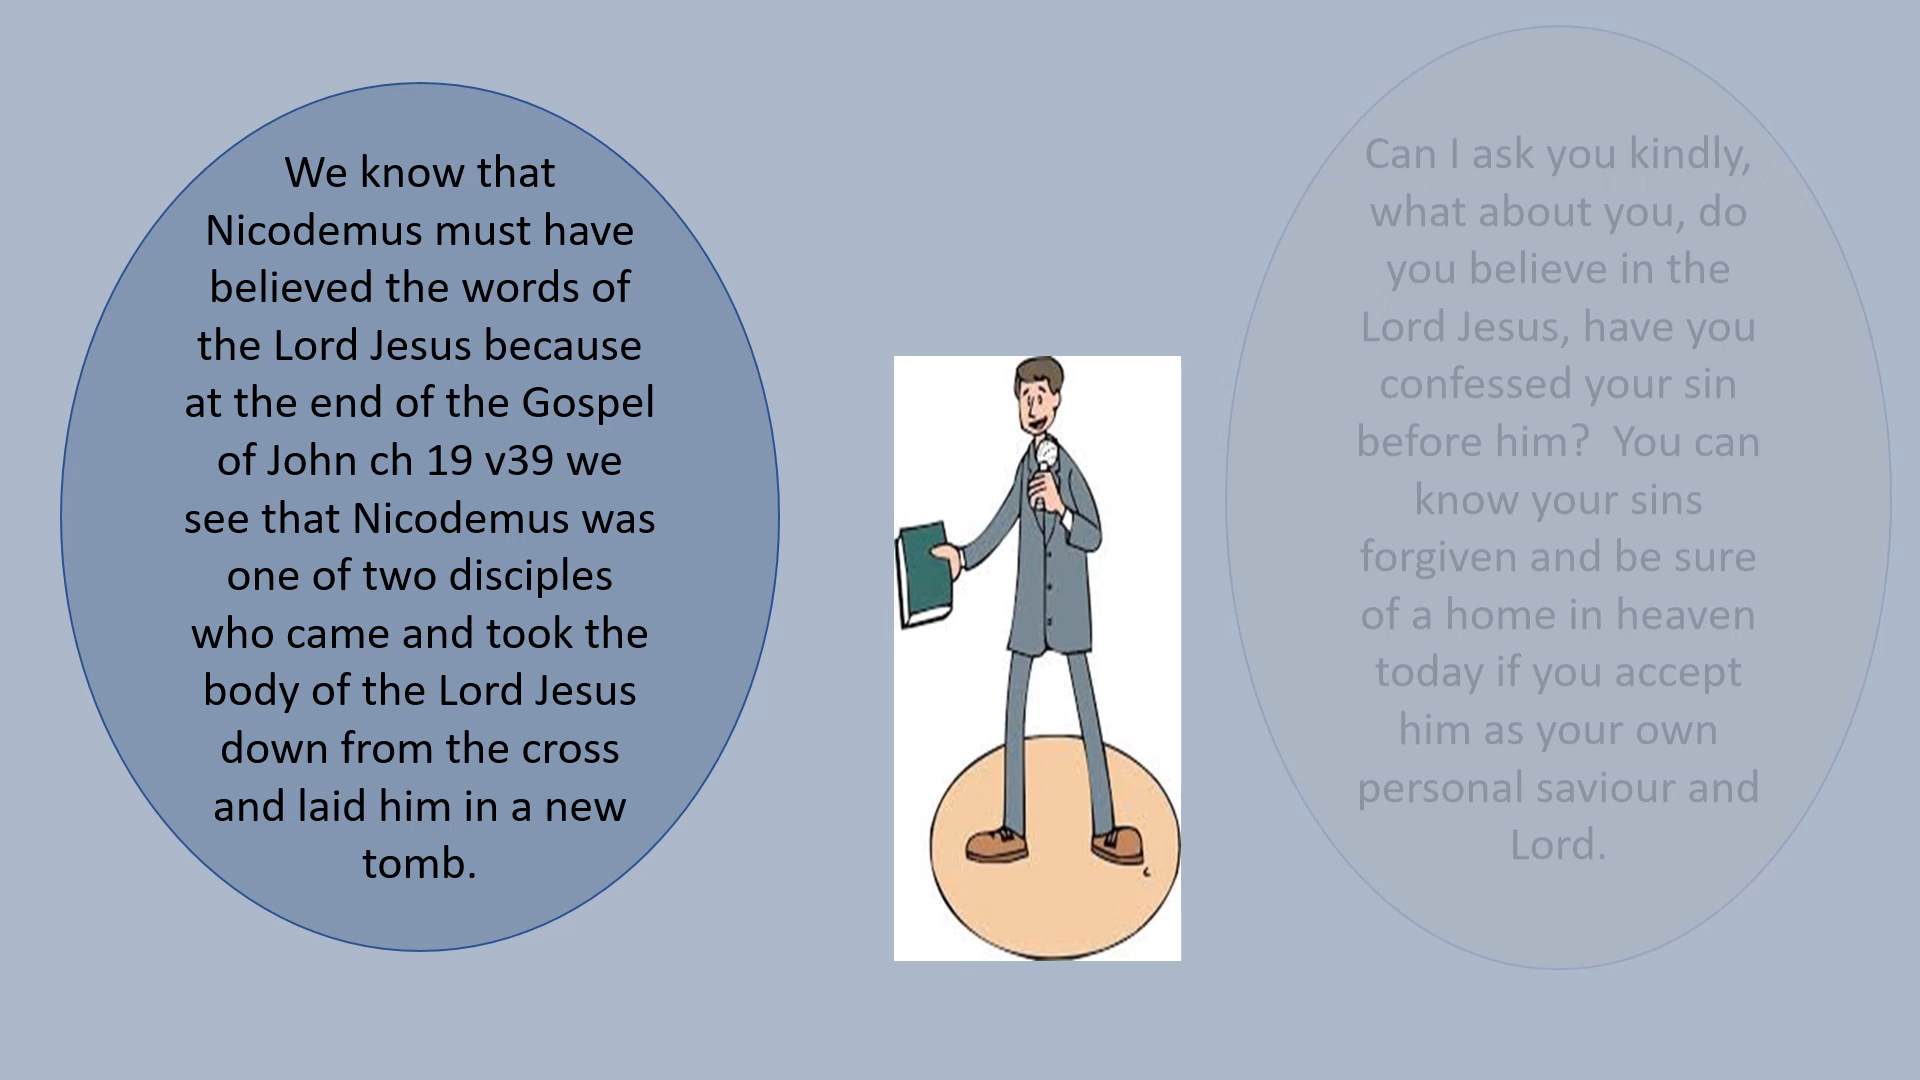 We know that
Nicodemus must have
believed the words of
the Lord Jesus because
at the end of the Gospel
of John ch 19 v39 we
see that Nicodemus was
one of two disciples
who came and took the
body of the Lord Jesus
down from the cross
and laid him in a new
tomb.
Can I ask you kindly,
what about you, do
you believe in the
Lord Jesus, have you
confessed your sin
before him?  You can
know your sins
forgiven and be sure
of a home in heaven
today if you accept
him as your own
personal saviour and
Lord.